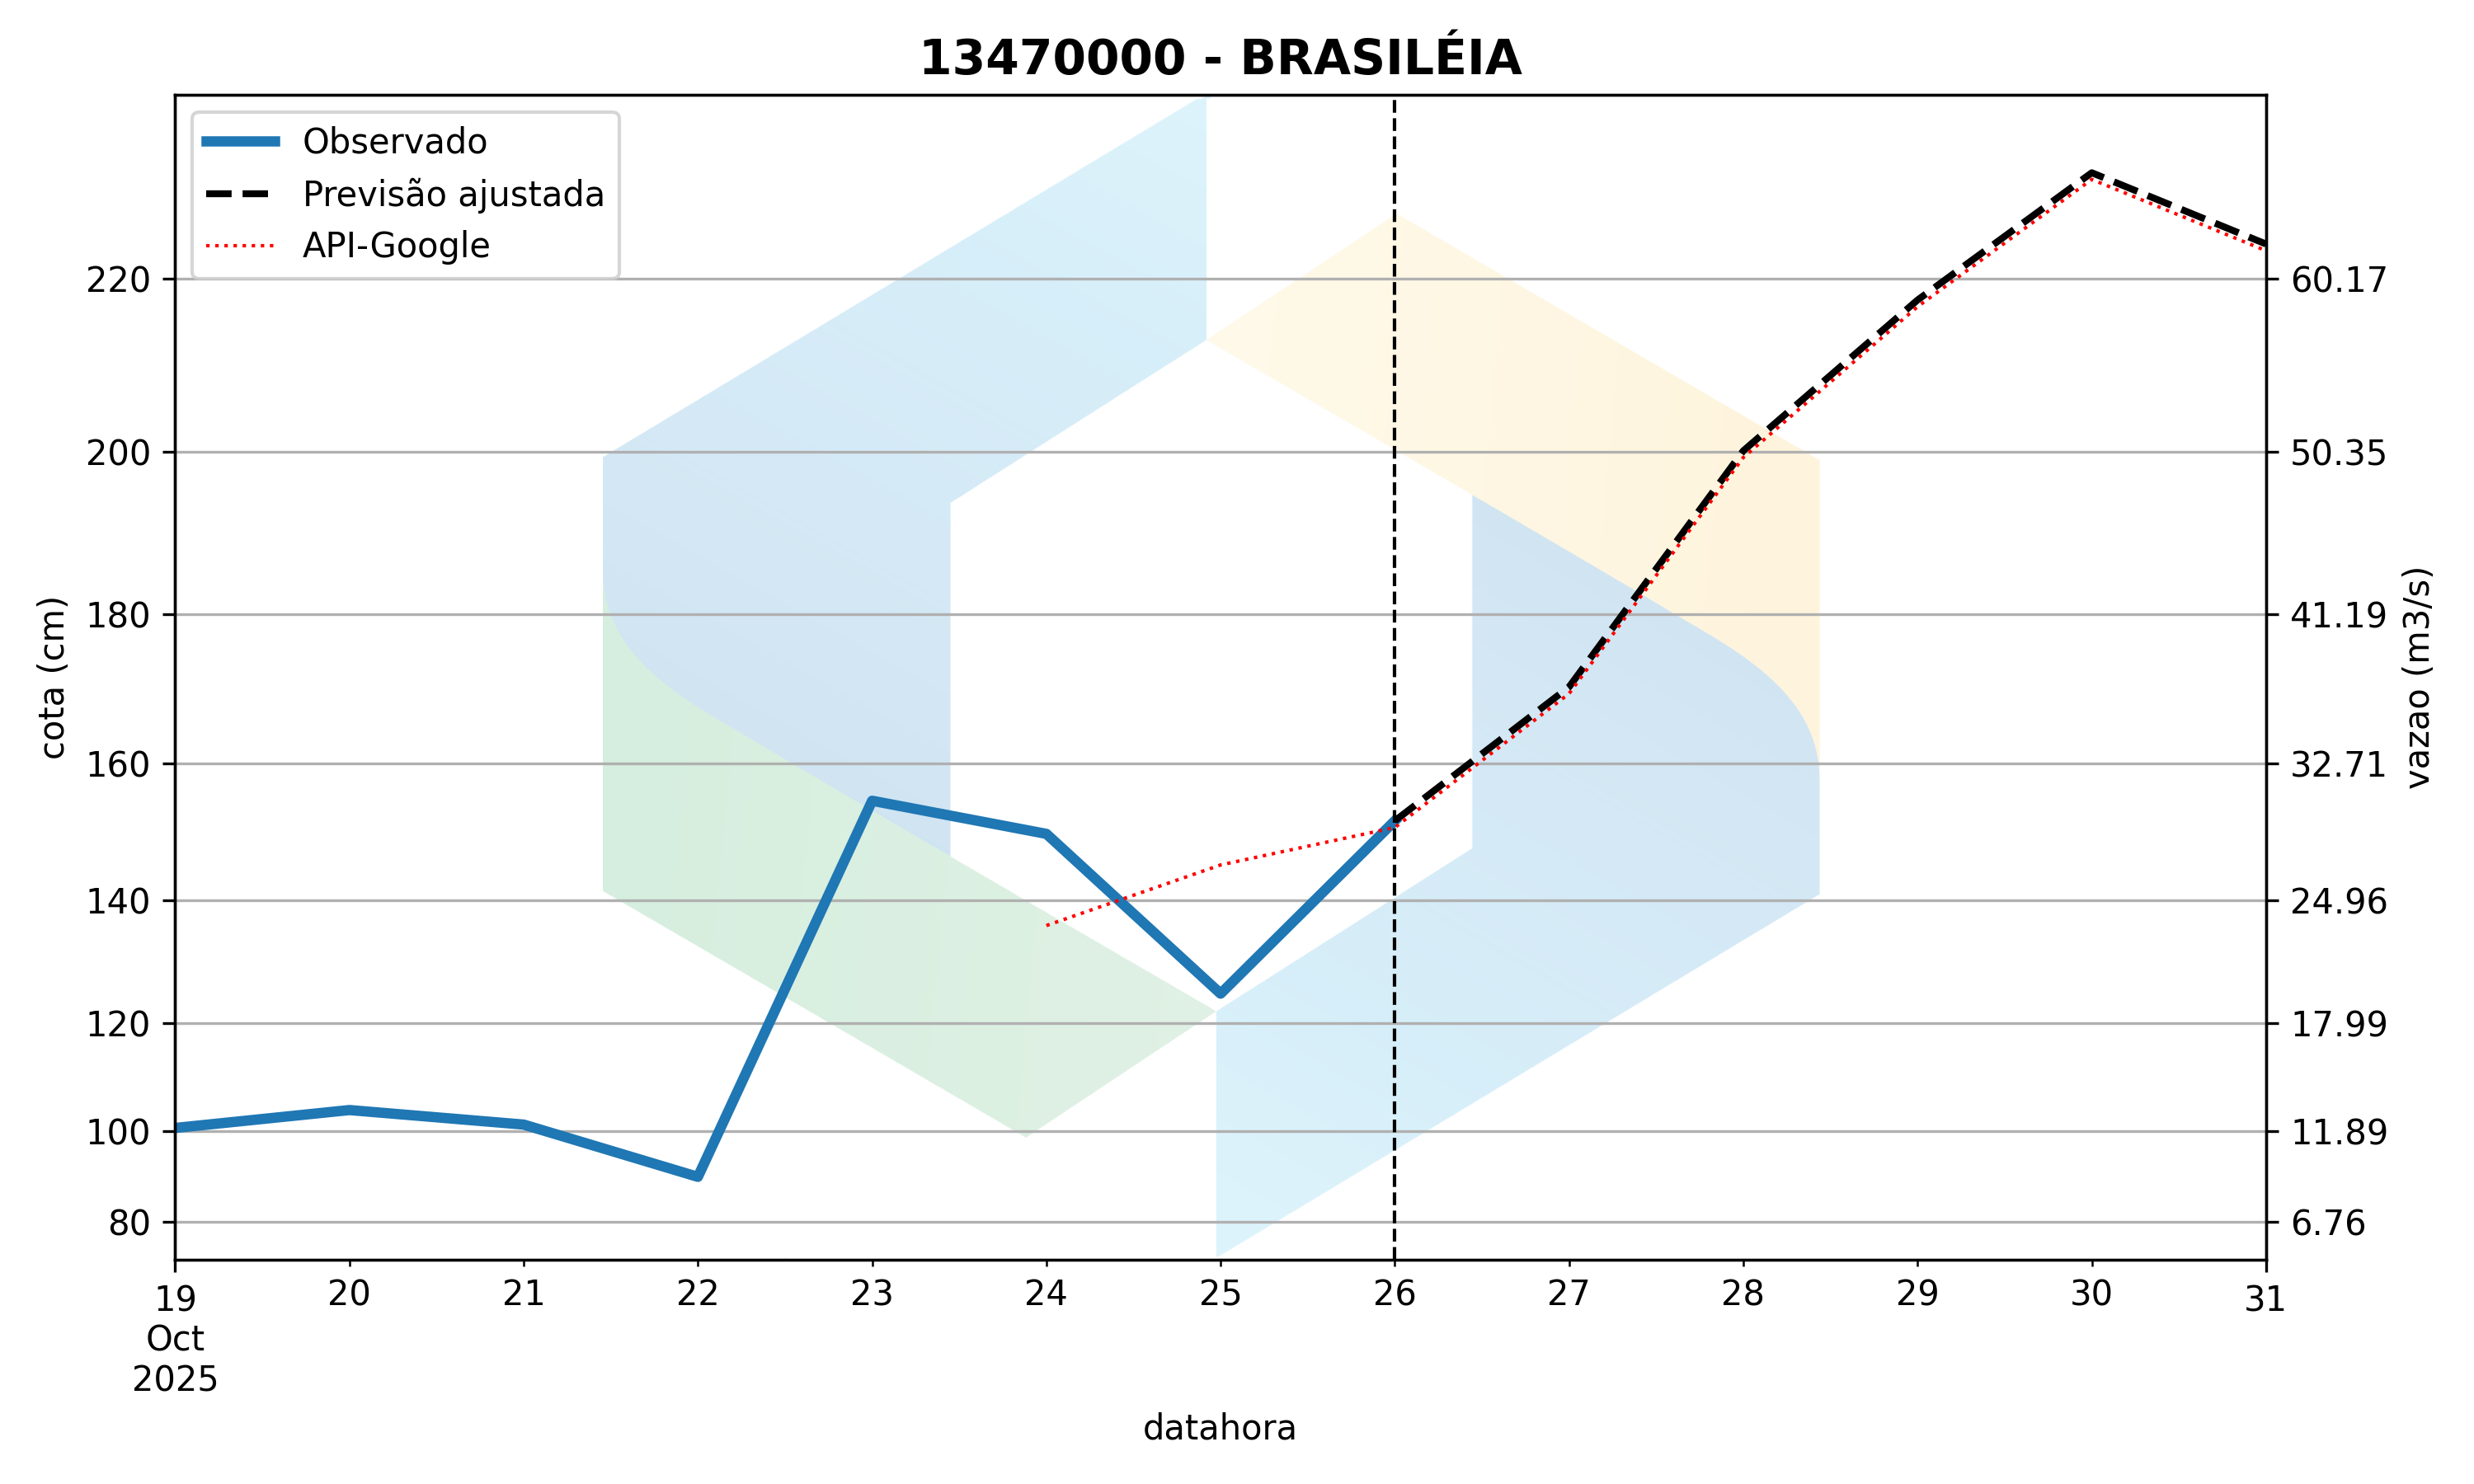 13470000 - BRASILÉIA
Observado
Previsão ajustada
API-Google
cota (cm)
220
200
180
160
140
120
100
80
60.17
50.35
41.19
32.71
24.96
17.99
11.89
6.76
vazao (m3/s)
19 20 21 22 23 24 25 26 27 28 29 30 31
Oct
2025
datahora